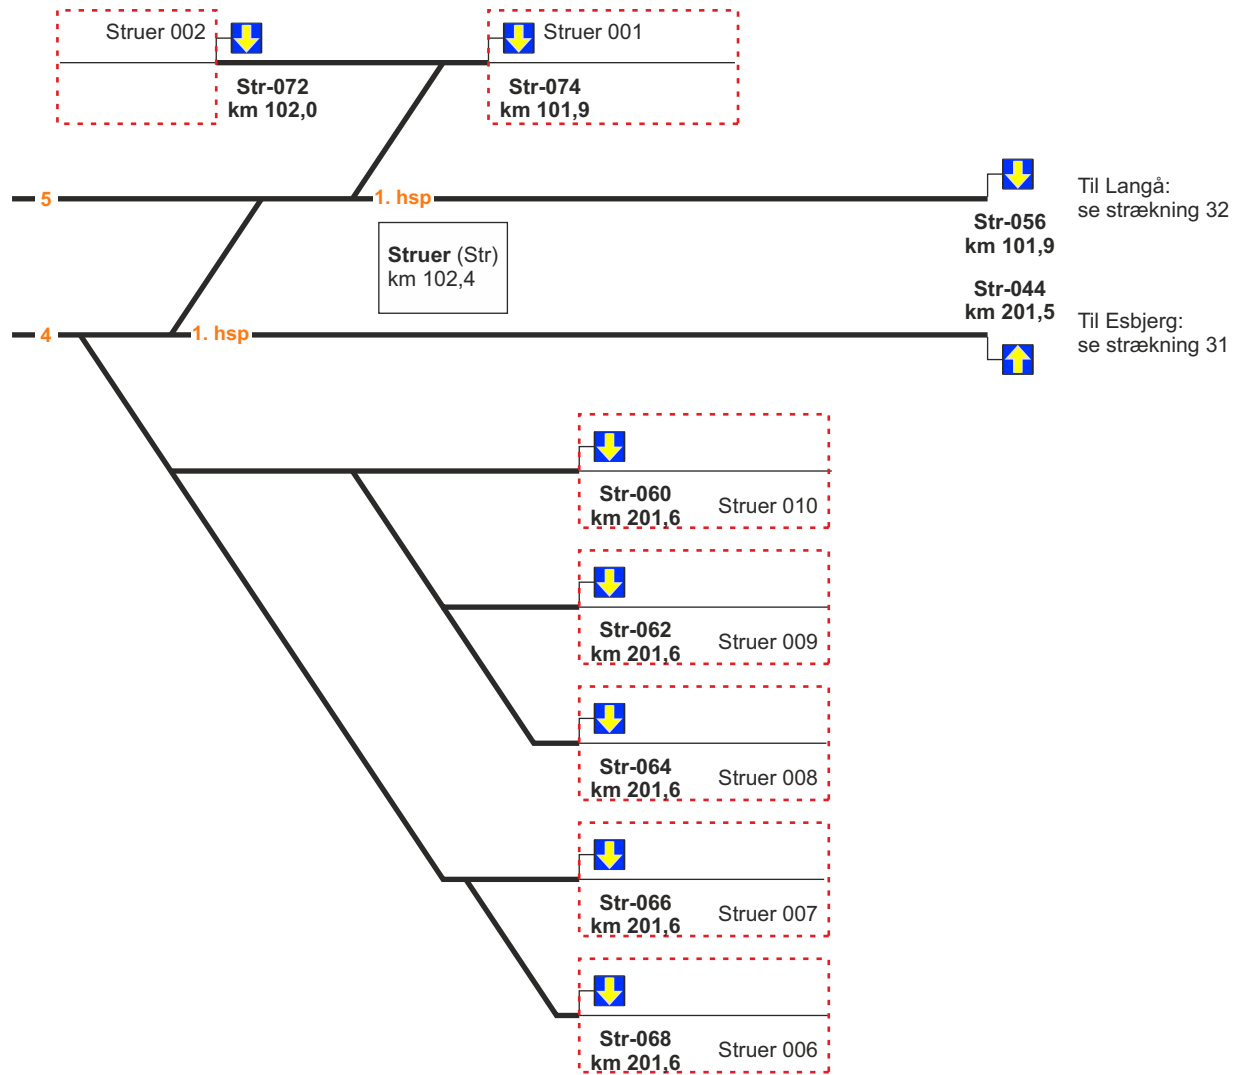 Struer 002
Struer 001
Str-072
km 102,0
Str-074
km 101,9
5
1. hsp
Til Langå:
se strækning 32
Str-056
km 101,9
Struer (Str)
km 102,4
Str-044
km 201,5
4
1. hsp
Til Esbjerg:
se strækning 31
Str-060
km 201,6
Struer 010
Str-062
km 201,6
Struer 009
Str-064
km 201,6
Struer 008
Str-066
km 201,6
Struer 007
Str-068
km 201,6
Struer 006